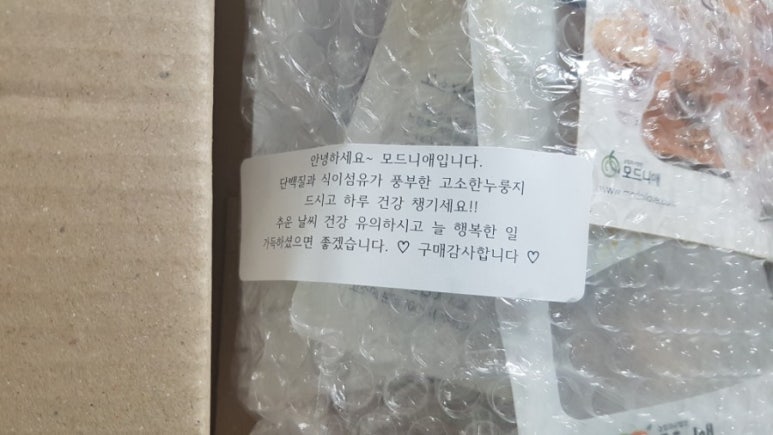 안녕하세요~ 모드니애입니다.
단백질과 식이섬유가 풍부한 고소한누룽지
드시고 하루 건강 챙기세요!!
추운 날씨 건강 유의하시고 늘 행복한 일
가득하셨으면 좋겠습니다. ♡ 구매감사합니다 ♡
모드니애